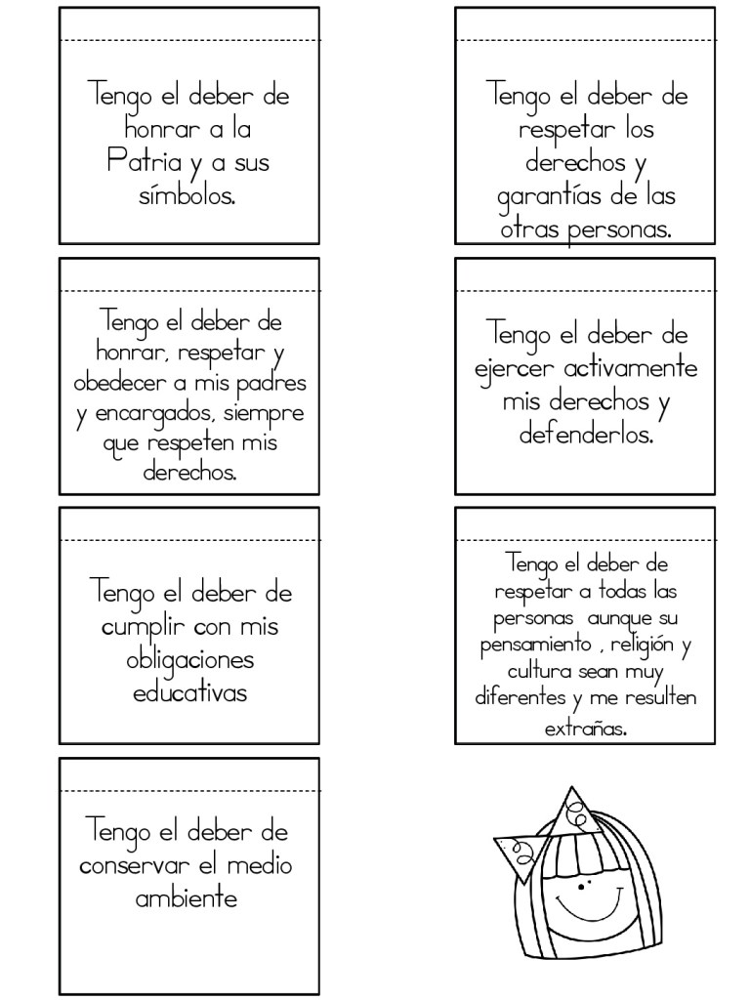 Tengo el deber de
honrar a la
Patria y a sus
símbolos.
Tengo el deber de
respetar los
derechos y
garantías de las
otras personas.
Tengo el deber de
honrar, respetar y
obedecer a mis padres
y encargados, siempre
que respeten mis
derechos.
Tengo el deber de
ejercer activamente
mis derechos y
defenderlos.
Tengo el deber de
cumplir con mis
obligaciones
educativas
Tengo el deber de
respetar a todas las
personas aunque su
pensamiento , religión y
cultura sean muy
diferentes y me resulten
extrañas.
Tengo el deber de
conservar el medio
ambiente